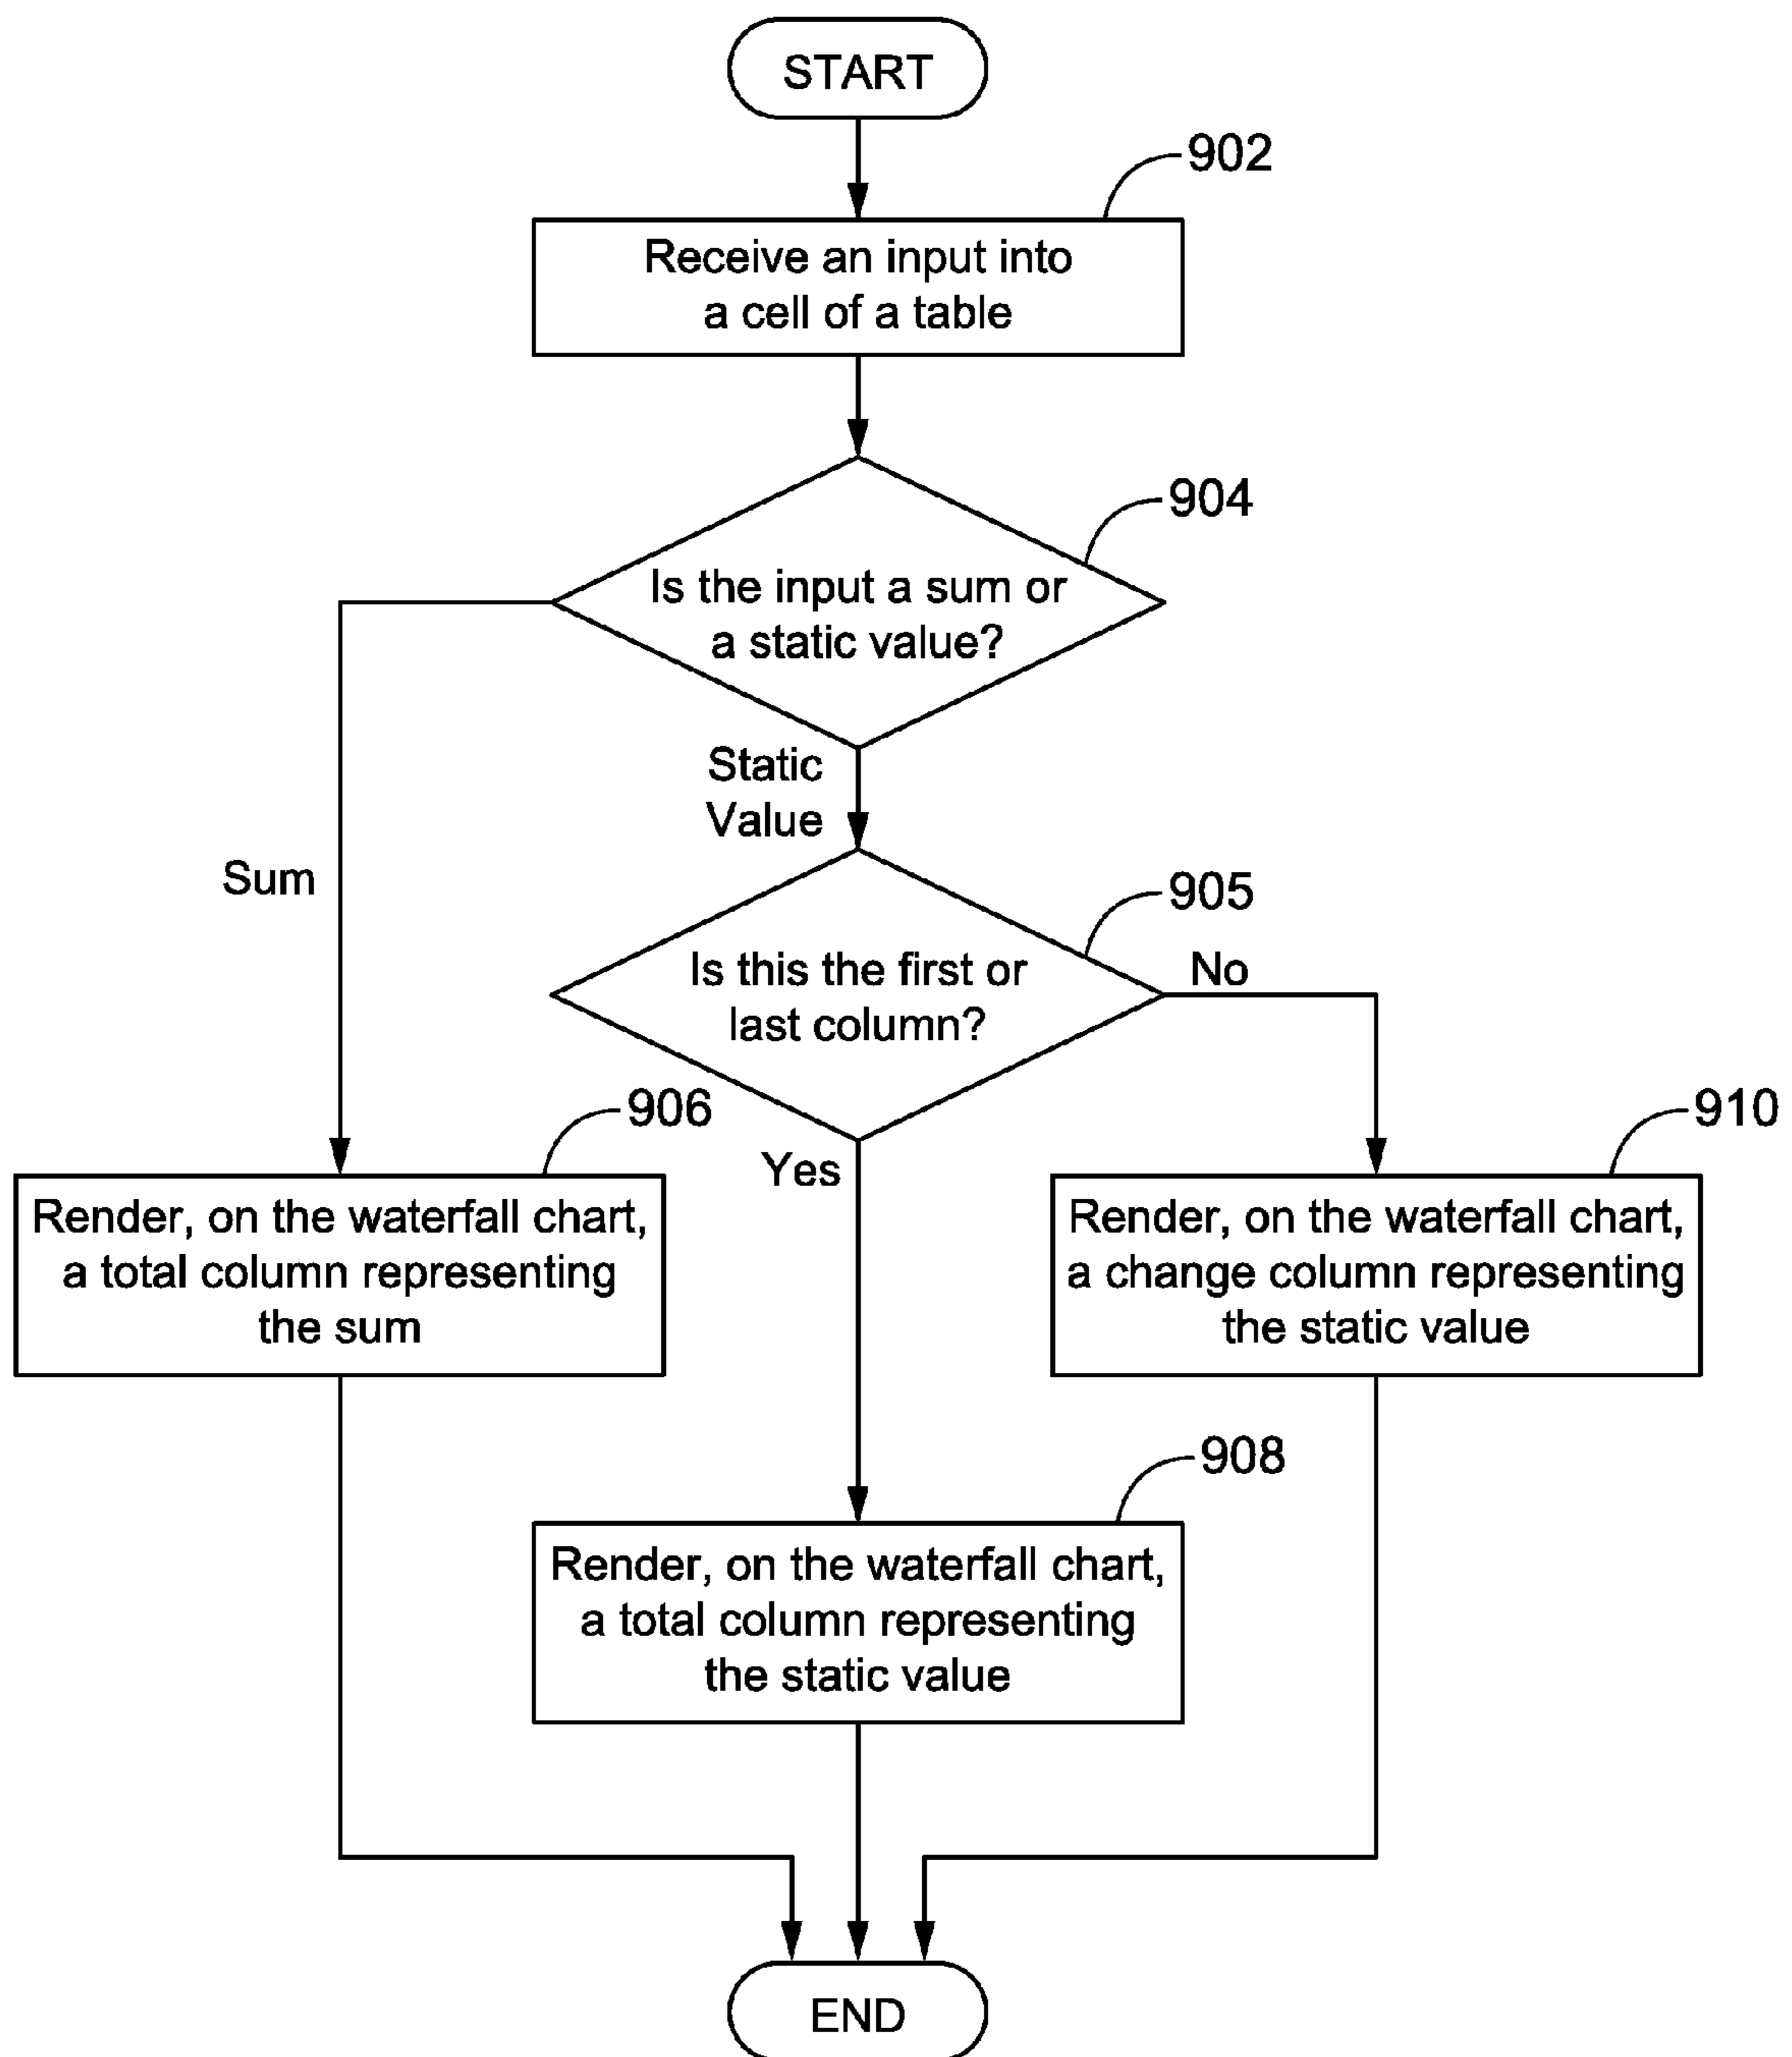 START
902
Receive an input into
a cell of a table
904
Is the input a sum or
a static value?
Static
Value
Sum
905
Is this the first or
last column?
No
906
910
Yes
Render, on the waterfall chart,
a total column representing
the sum
Render, on the waterfall chart,
a change column representing
the static value
908
Render, on the waterfall chart,
a total column representing
the static value
END